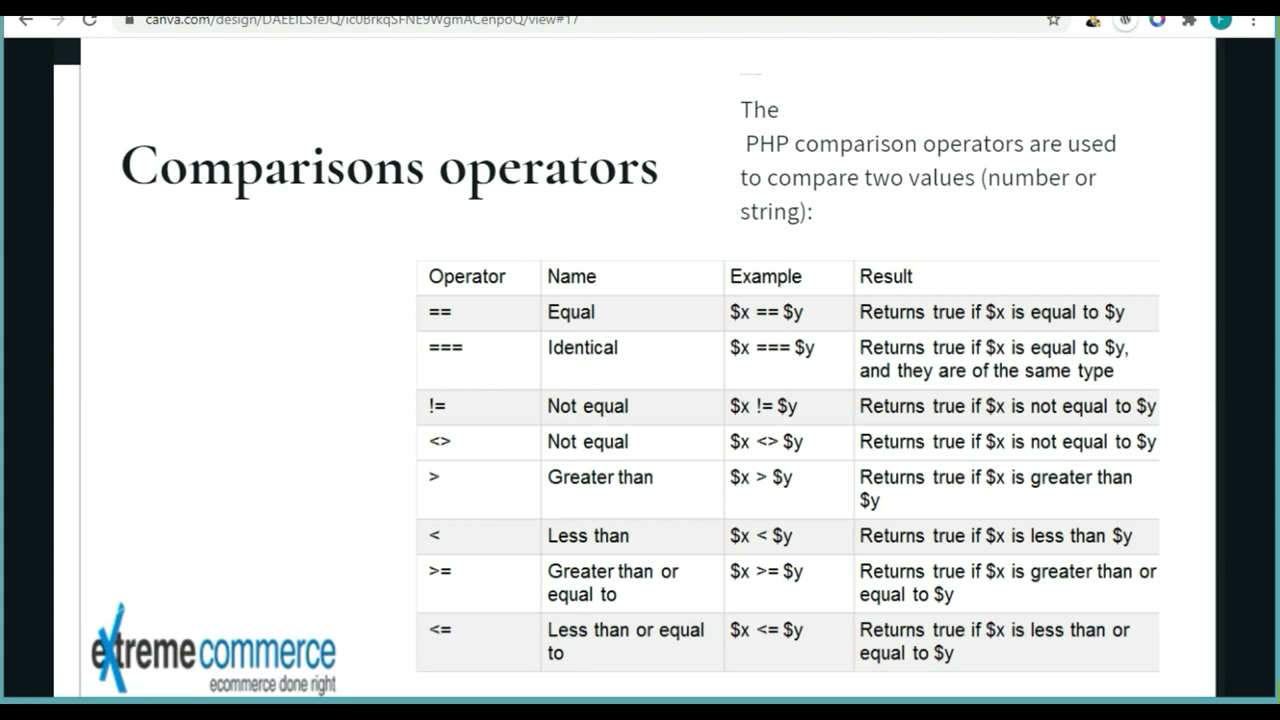 canva.com/design/DAEEILSfeJQ/ic0BrkqSFNE9WgmACenpoQ/view#17
F
The
PHP comparison operators are used
to compare two values (number or
string):
Comparisons operators
Operator Name Example Result
== Equal $x == $y Returns true if $x is equal to $y
=== Identical $x === $y Returns true if $x is equal to $y,
and they are of the same type
!= Not equal $x != $y Returns true if $x is not equal to $y
<> Not equal $x <> $y Returns true if $x is not equal to $y
> Greater than $x > $y Returns true if $x is greater than
$y
< Less than $x < $y Returns true if $x is less than $y
>= Greater than or $x >= $y Returns true if $x is greater than or
equal to equal to $y
<= Less than or equal $x <= $y Returns true if $x is less than or
to equal to $y
extreme commerce
ecommerce done right